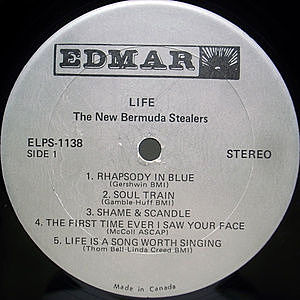 EDMAR
LIFE
The New Bermuda Stealers
ELPS-1138
SIDE 1
STEREO
1. RHAPSODY IN BLUE
(Gershwin BMI)
2. SOUL TRAIN
(Gamble-Huff BMI)
3. SHAME & SCANDLE
4. THE FIRST TIME EVER I SAW YOUR FACE
(McColl ASCAP)
5. LIFE IS A SONG WORTH SINGING
(Thom Bell-Linda Creed BMI)
Made in Canada